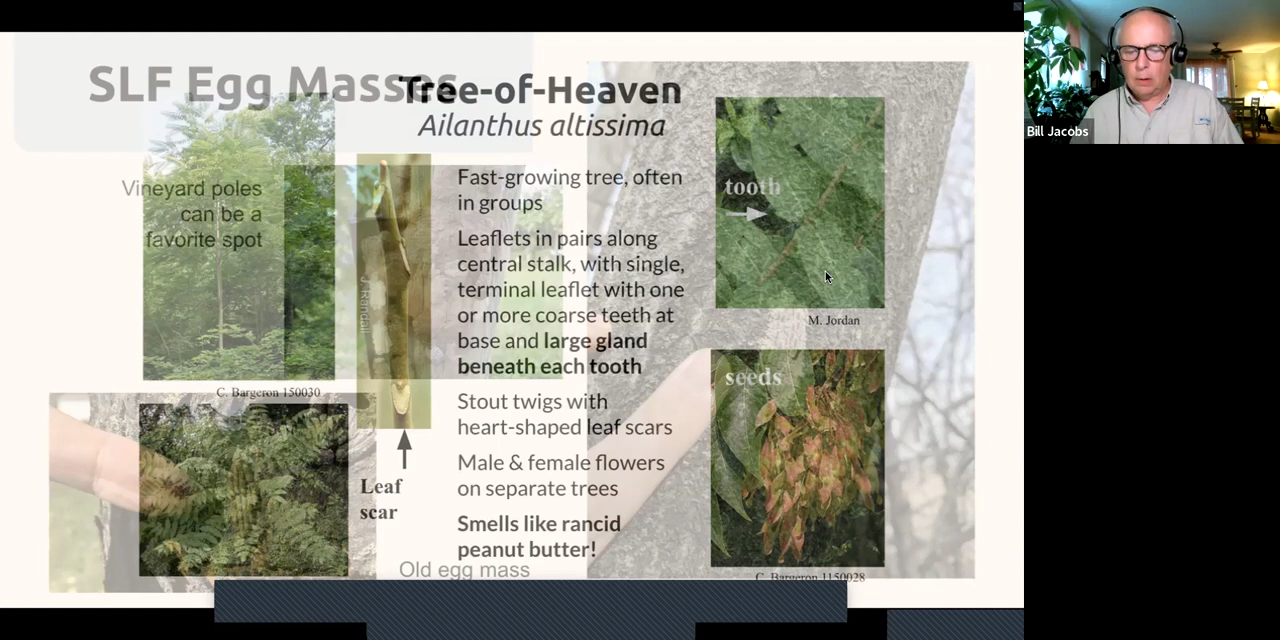 SLF Egg Masses
Tree-of-Heaven
Ailanthus altissima
Vineyard poles
can be a
favorite spot
Fast-growing tree, often
in groups
Leaflets in pairs along
central stalk, with single,
terminal leaflet with one
or more coarse teeth at
base and large gland
beneath each tooth
Stout twigs with
heart-shaped leaf scars
Male & female flowers
on separate trees
Smells like rancid
peanut butter!
Old egg mass
J. Randall
C. Bargeron 150030
Leaf
scar
tooth
M. Jordan
seeds
C. Bargeron 1150028
Bill Jacobs